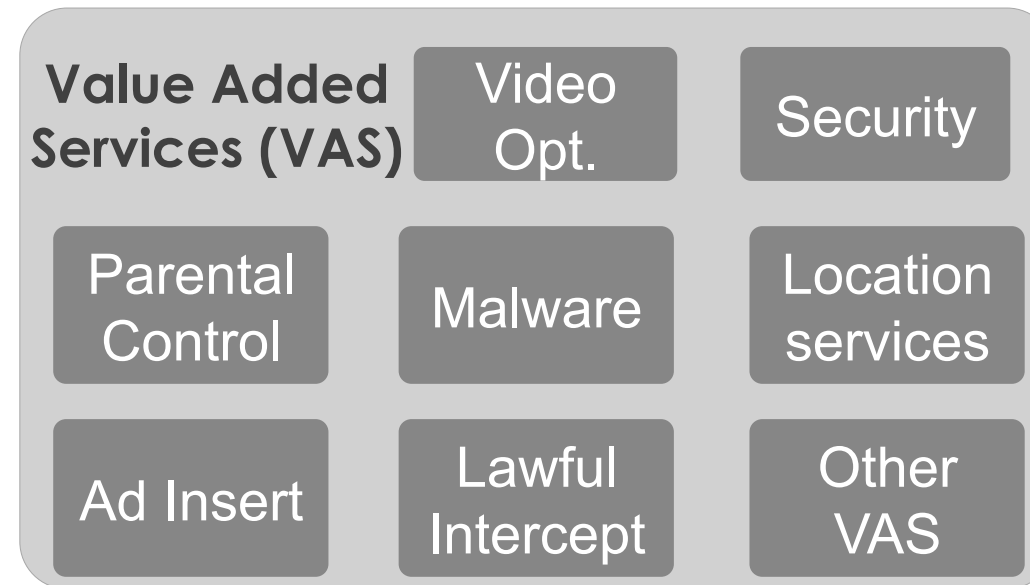 Value Added
Services (VAS)
Video
Opt.
Security
Parental
Control
Malware
Location
services
Ad Insert
Lawful
Intercept
Other
VAS